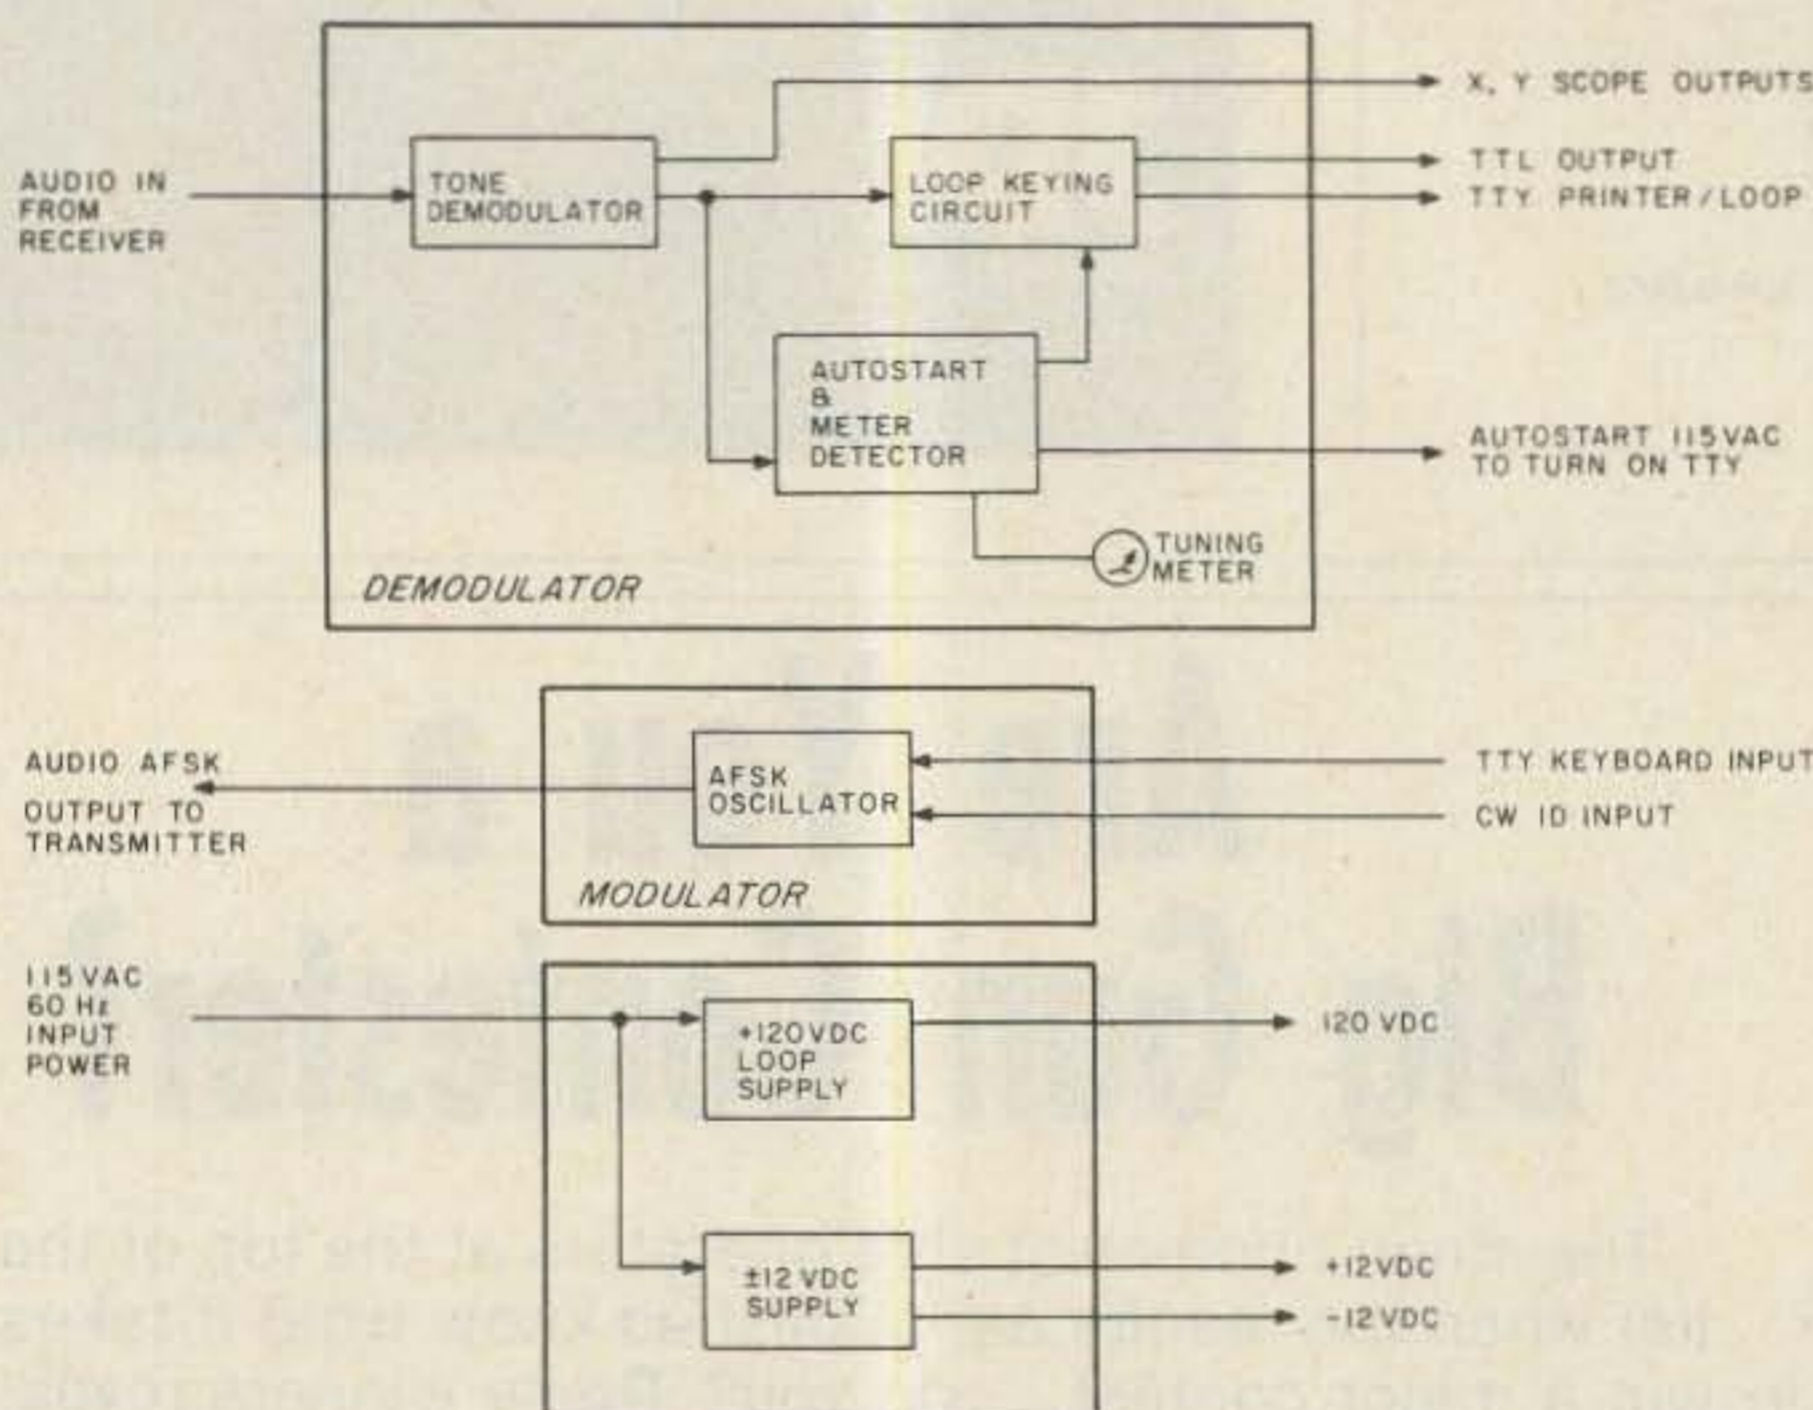 X, Y SCOPE OUTPUTS
AUDIO IN
FROM
RECEIVER
TONE
DEMODULATOR
LOOP KEYING
CIRCUIT
TTL OUTPUT
TTY PRINTER/LOOP
AUTOSTART
&
METER
DETECTOR
AUTOSTART 115VAC
TO TURN ON TTY
TUNING
METER
DEMODULATOR
AUDIO AFSK
OUTPUT TO
TRANSMITTER
AFSK
OSCILLATOR
TTY KEYBOARD INPUT
CW ID INPUT
MODULATOR
115 VAC
60 Hz
INPUT
POWER
+120VDC
LOOP
SUPPLY
120 VDC
±12 VDC
SUPPLY
+12VDC
-12VDC